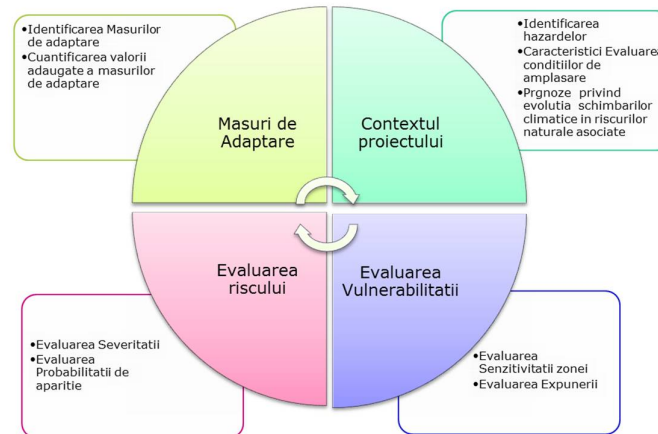 •Identificarea Masurilor
de adaptare
•Cuantificarea valorii
adaugate a masurilor
de adaptare
•Identificarea
hazardelor
•Caracteristici Evaluarea
conditiilor de
amplasare
•Prgnoze privind
evolutia schimbarilor
climatice in riscurilor
naturale asociate
Masuri de
Adaptare
Contextul
proiectului
Evaluarea
riscului
Evaluarea
Vulnerabilitatii
•Evaluarea Severitatii
•Evaluarea
Probabilitatii de
aparitie
•Evaluarea
Senzitivitatii zonei
•Evaluarea Expunerii